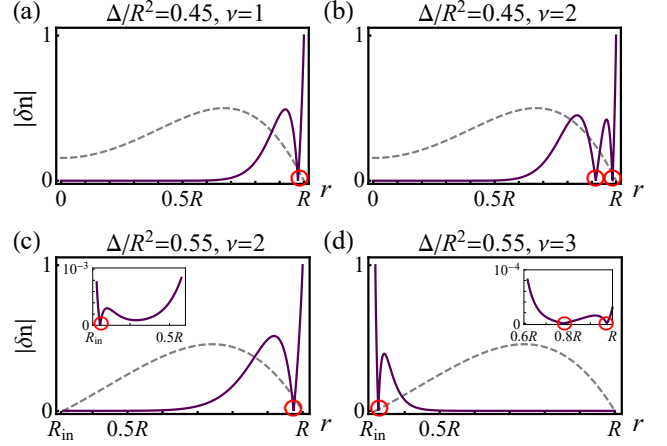 (a) Δ/R²=0.45, ν=1
1
|δn|
0
0 0.5R R r
(b) Δ/R²=0.45, ν=2
1
0
0 0.5R R r
(c) Δ/R²=0.55, ν=2
10⁻³
0
R_in 0.5R
1
|δn|
0
R_in 0.5R R r
(d) Δ/R²=0.55, ν=3
10⁻⁴
0
0.6R 0.8R R
1
0
R_in 0.5R R r